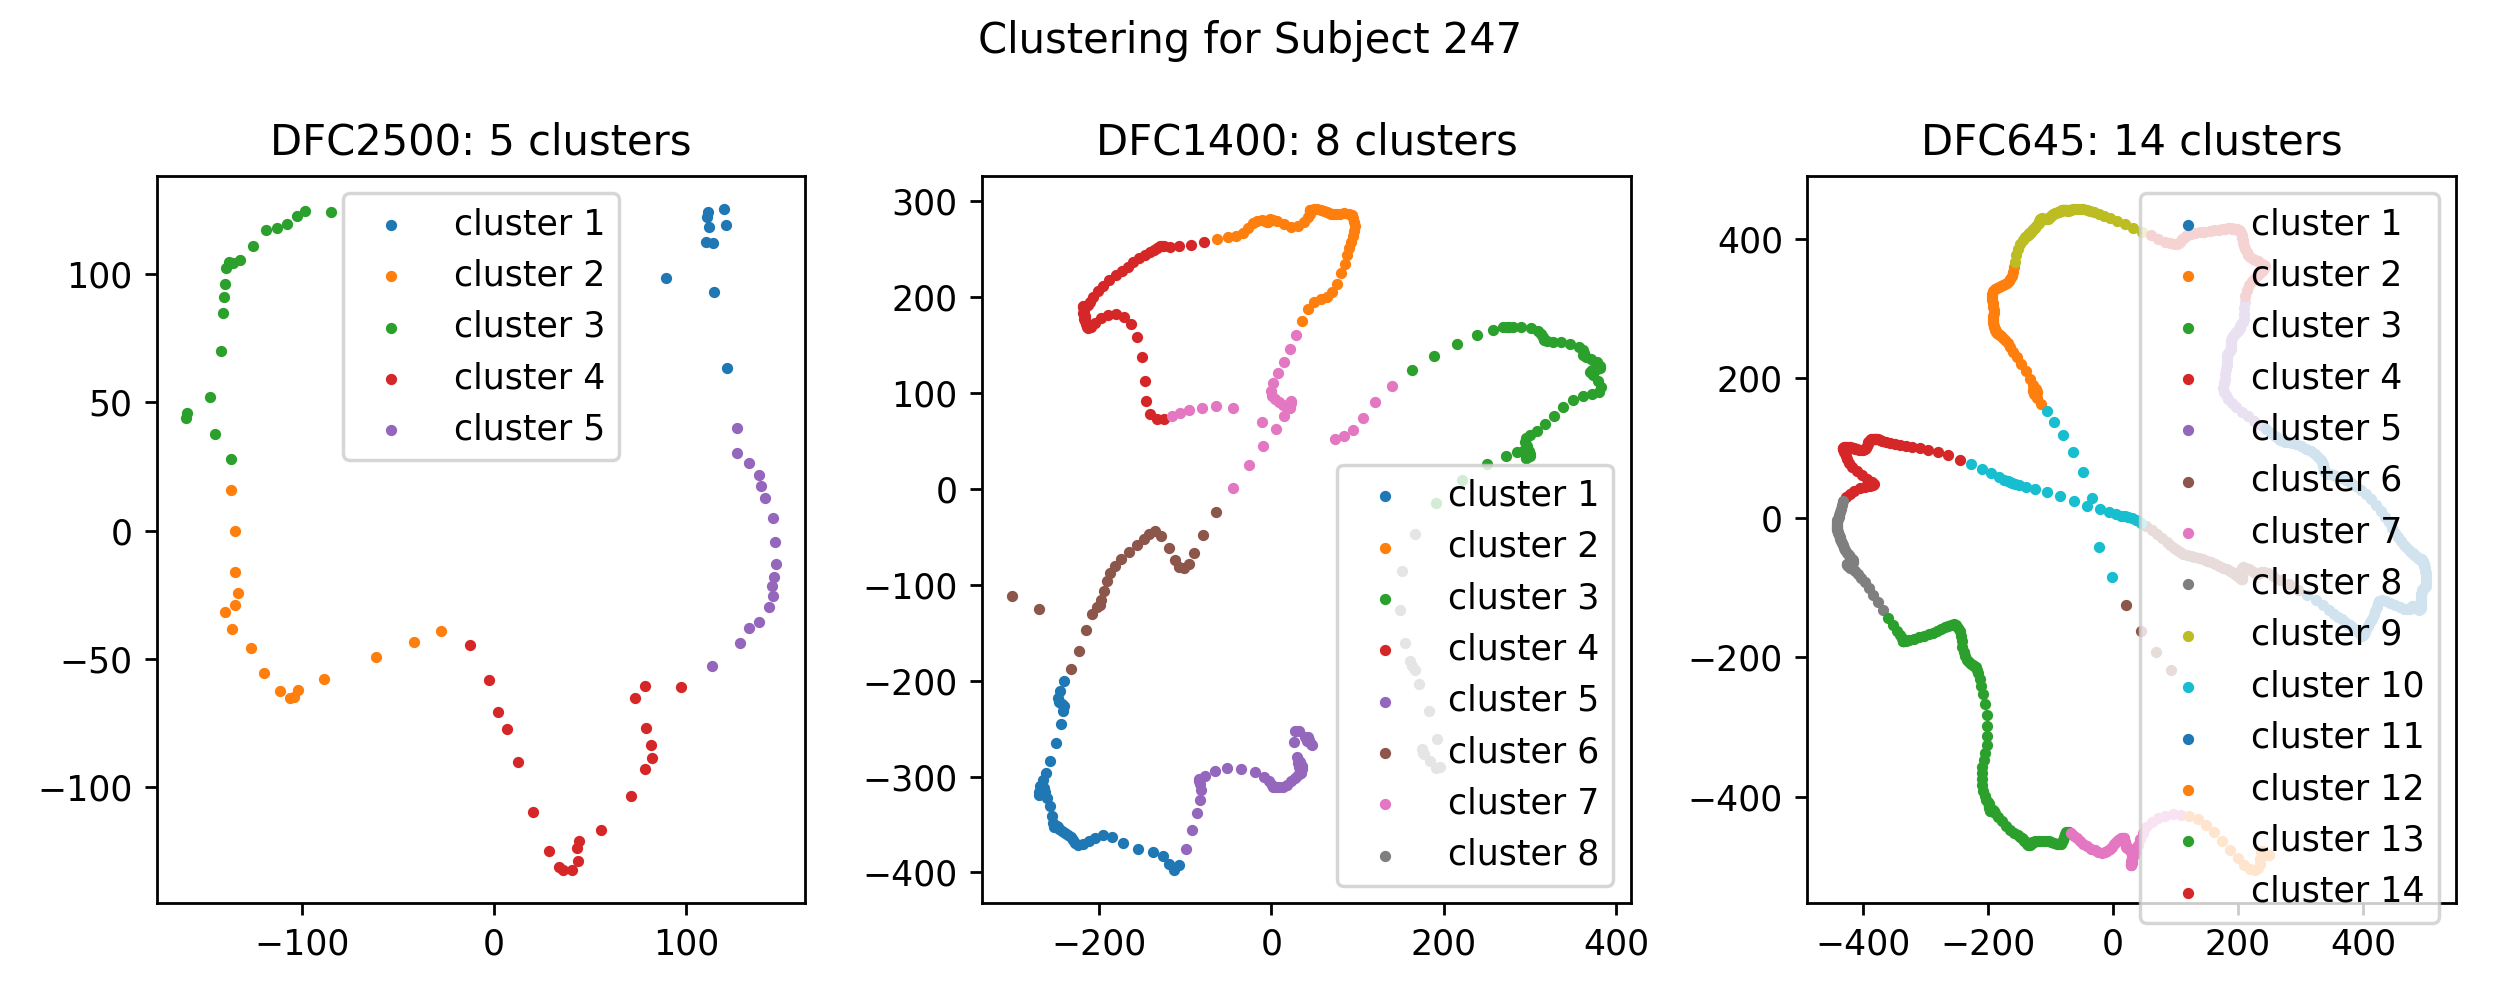 Clustering for Subject 247
DFC2500: 5 clusters
100
50
0
−50
−100
−100
0
100
cluster 1
cluster 2
cluster 3
cluster 4
cluster 5
DFC1400: 8 clusters
300
200
100
0
−100
−200
−300
−400
−200
0
200
400
cluster 1
cluster 2
cluster 3
cluster 4
cluster 5
cluster 6
cluster 7
cluster 8
DFC645: 14 clusters
400
200
0
−200
−400
−400
−200
0
200
400
cluster 1
cluster 2
cluster 3
cluster 4
cluster 5
cluster 6
cluster 7
cluster 8
cluster 9
cluster 10
cluster 11
cluster 12
cluster 13
cluster 14